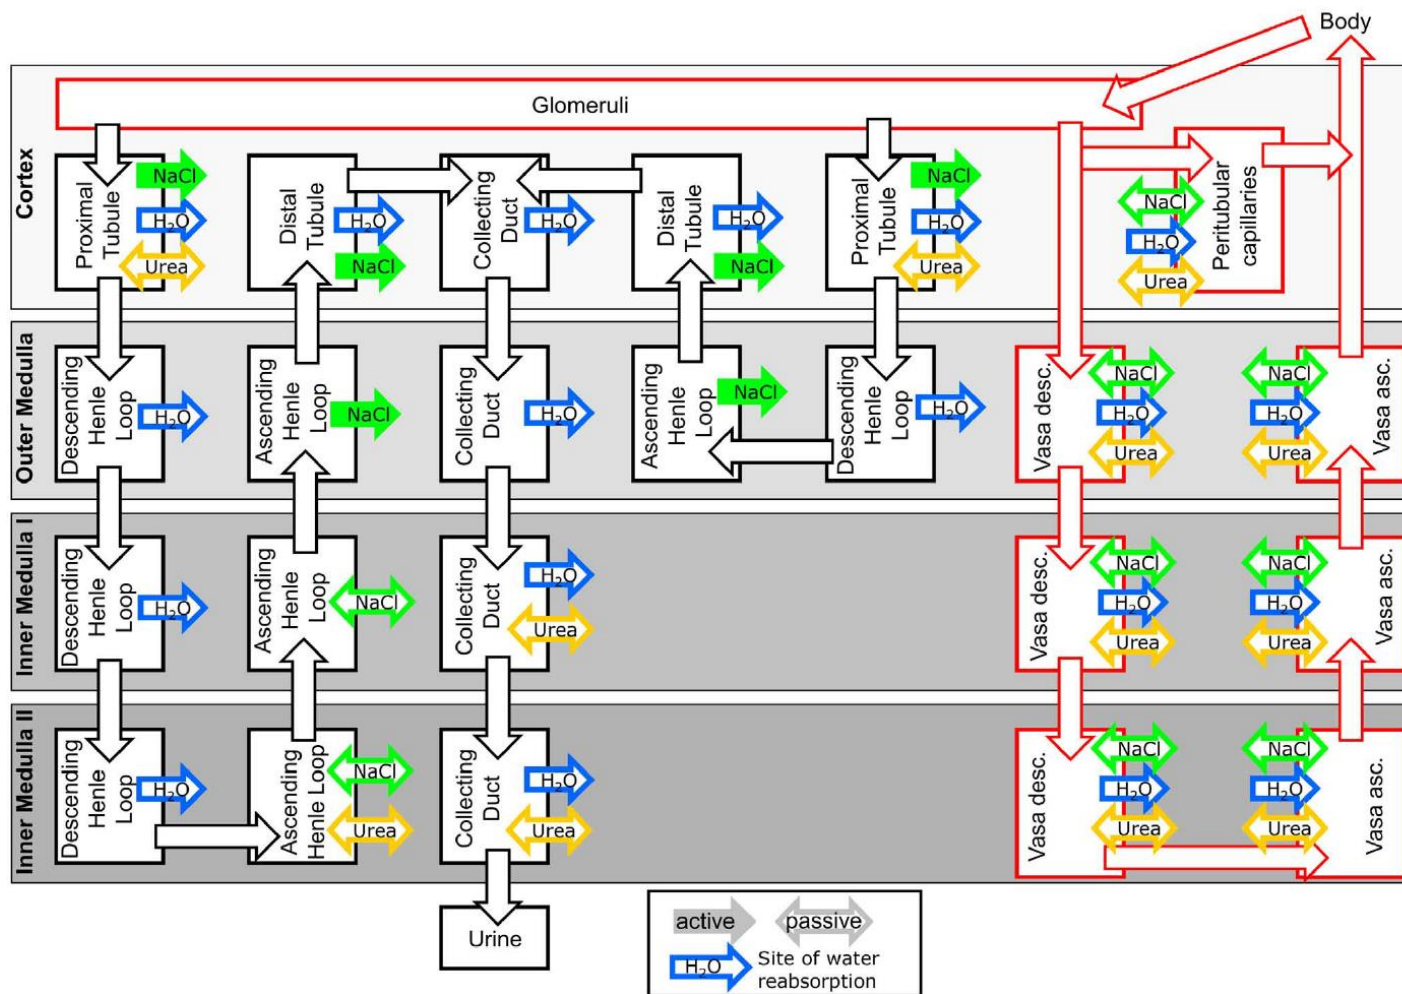 Body
Glomeruli
Cortex
Proximal
Tubule
NaCl
H₂O
Urea
Distal
Tubule
H₂O
NaCl
Collecting
Duct
H₂O
Distal
Tubule
H₂O
NaCl
Proximal
Tubule
NaCl
H₂O
Urea
NaCl
H₂O
Urea
Peritubular
capillaries
Outer Medulla
Descending
Henle
Loop
H₂O
Ascending
Henle
Loop
NaCl
Collecting
Duct
H₂O
Ascending
Henle
Loop
NaCl
Descending
Henle
Loop
H₂O
Vasa desc.
NaCl
H₂O
Urea
NaCl
H₂O
Urea
Vasa asc.
Inner Medulla I
Descending
Henle
Loop
H₂O
Ascending
Henle
Loop
NaCl
Collecting
Duct
H₂O
Urea
Vasa desc.
NaCl
H₂O
Urea
NaCl
H₂O
Urea
Vasa asc.
Inner Medulla II
Descending
Henle
Loop
H₂O
Ascending
Henle Loop
NaCl
Urea
Collecting
Duct
H₂O
Urea
Vasa desc.
NaCl
H₂O
Urea
NaCl
H₂O
Urea
Vasa asc.
Urine
active
passive
H₂O
Site of water
reabsorption